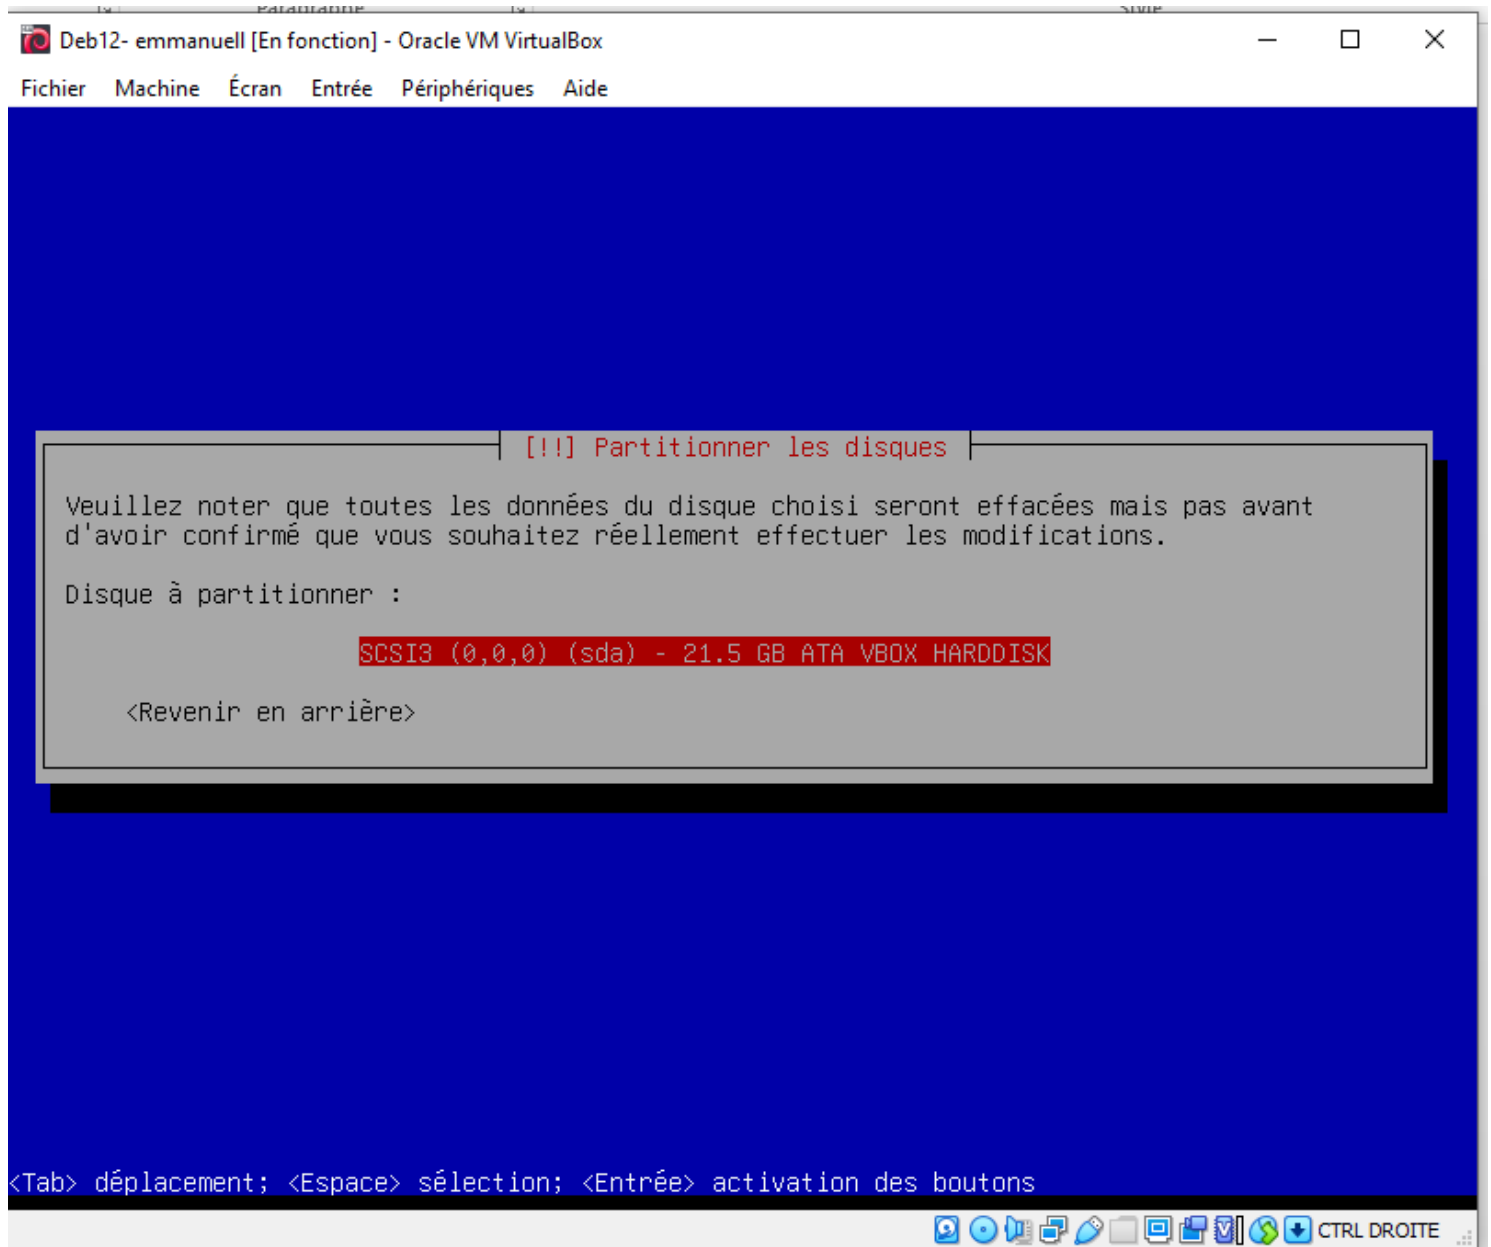 Paragraphe Style
Deb12- emmanuell [En fonction] - Oracle VM VirtualBox
Fichier Machine Écran Entrée Périphériques Aide
[!!] Partitionner les disques
Veuillez noter que toutes les données du disque choisi seront effacées mais pas avant
d'avoir confirmé que vous souhaitez réellement effectuer les modifications.
Disque à partitionner :
SCSI3 (0,0,0) (sda) - 21.5 GB ATA VBOX HARDDISK
<Revenir en arrière>
<Tab> déplacement; <Espace> sélection; <Entrée> activation des boutons
CTRL DROITE